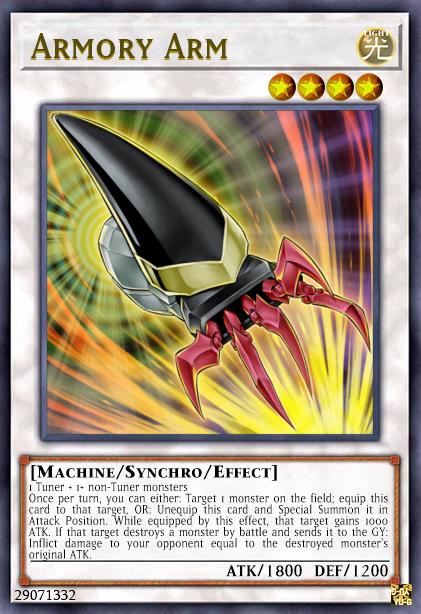 ARMORY ARM
LIGHT
光
[MACHINE/SYNCHRO/EFFECT]
1 Tuner + 1+ non-Tuner monsters
Once per turn, you can either: Target 1 monster on the field; equip this
card to that target, OR: Unequip this card and Special Summon it in
Attack Position. While equipped by this effect, that target gains 1000
ATK. If that target destroys a monster by battle and sends it to the GY:
Inflict damage to your opponent equal to the destroyed monster's
original ATK.
ATK/1800 DEF/1200
29071332